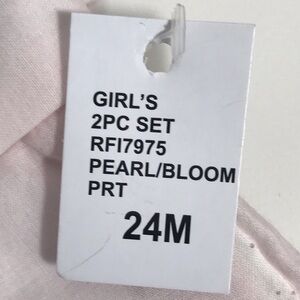 GIRL'S
2PC SET
RFI7975
PEARL/BLOOM
PRT
24M